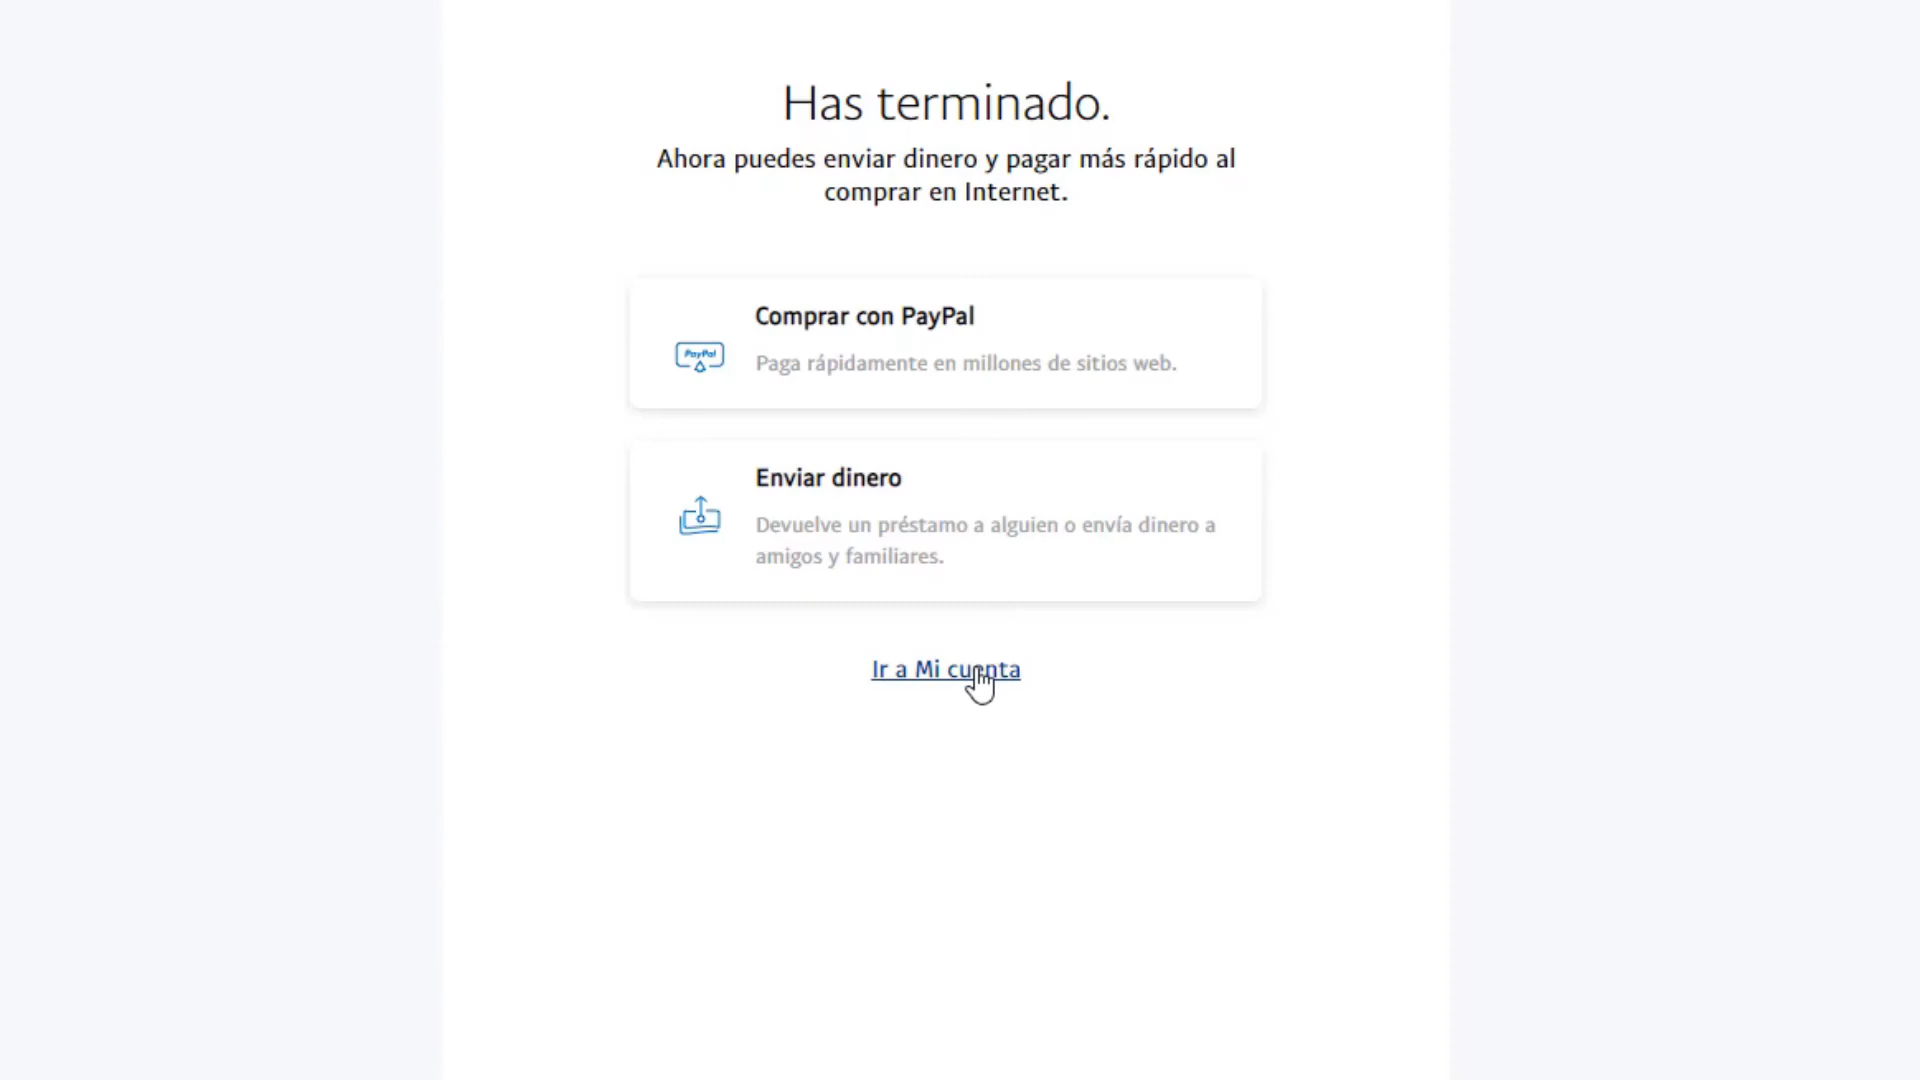 Has terminado.
Ahora puedes enviar dinero y pagar más rápido al
comprar en Internet.
Comprar con PayPal
PayPal
Paga rápidamente en millones de sitios web.
Enviar dinero
Devuelve un préstamo a alguien o envía dinero a
amigos y familiares.
Ir a Mi cuenta